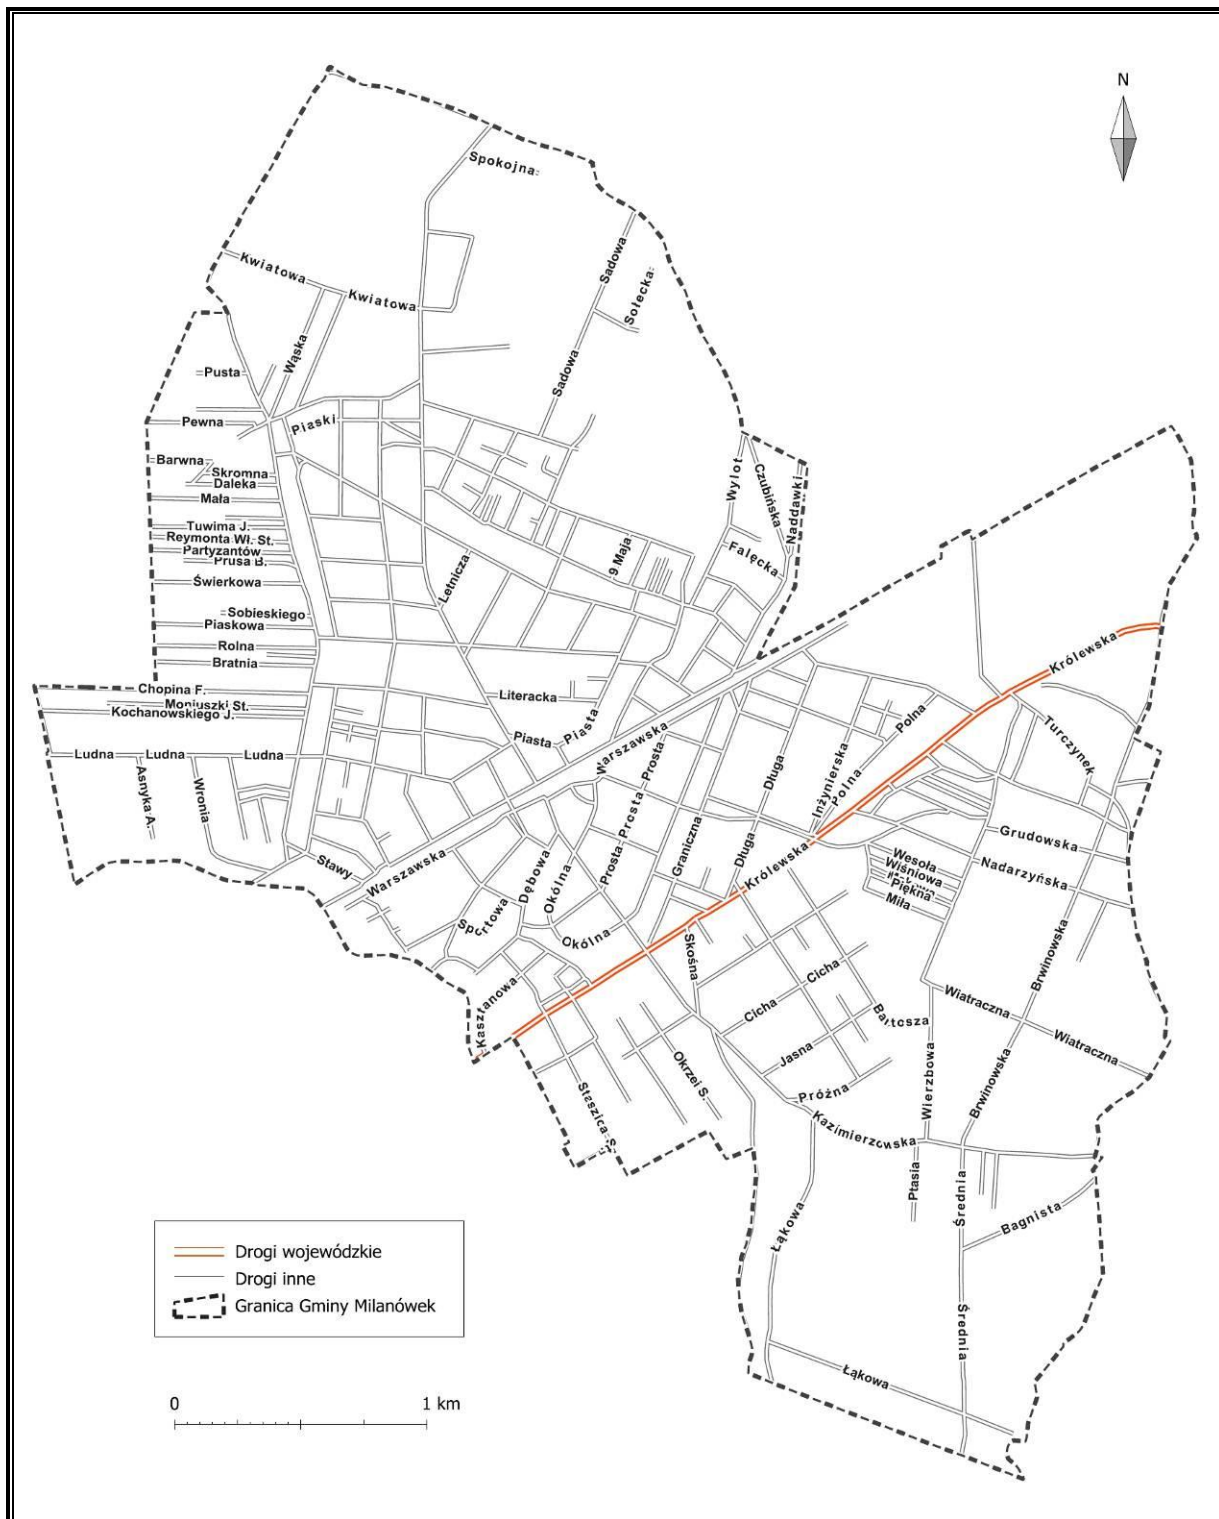 N
Spokojna
Kwiatowa
Kwiatowa
Sadowa
Sołecka
Wąska
Pusta
Sadowa
Piaski
Pewna
Barwna
Skromna
Daleka
Mała
Wylot
Czubińska
Naddawki
Tuwima J.
Reymonta Wł. St.
Partyzantów
Prusa B.
Świerkowa
Letnicza
9 Maja
Falęcka
Sobieskiego
Piaskowa
Rolna
Bratnia
Chopina F.
Moniuszki St.
Kochanowskiego J.
Literacka
Królewska
Ludna
Ludna
Ludna
Piasta
Piasta
Warszawska
Prosta
Długa
Polna
Turczynek
Asnyka A.
Wronia
Inżynierska
Polna
Prosta
Graniczna
Długa
Królewska
Grudowska
Nadarzyńska
Stawy
Warszawska
Dębowa
Okólna
Prosta
Wesoła
Wiśniowa
Piękna
Miła
Sportowa
Okólna
Skośna
Cicha
Cicha
Brwinowska
Kasztanowa
Bartosza
Wiatraczna
Wiatraczna
Jasna
Okrzei S.
Próżna
Wierzbowa
Brwinowska
Staszica S.
Kazimierzowska
Ptasia
Średnia
Łąkowa
Bagnista
Średnia
Łąkowa
Drogi wojewódzkie
Drogi inne
Granica Gminy Milanówek
0 1 km